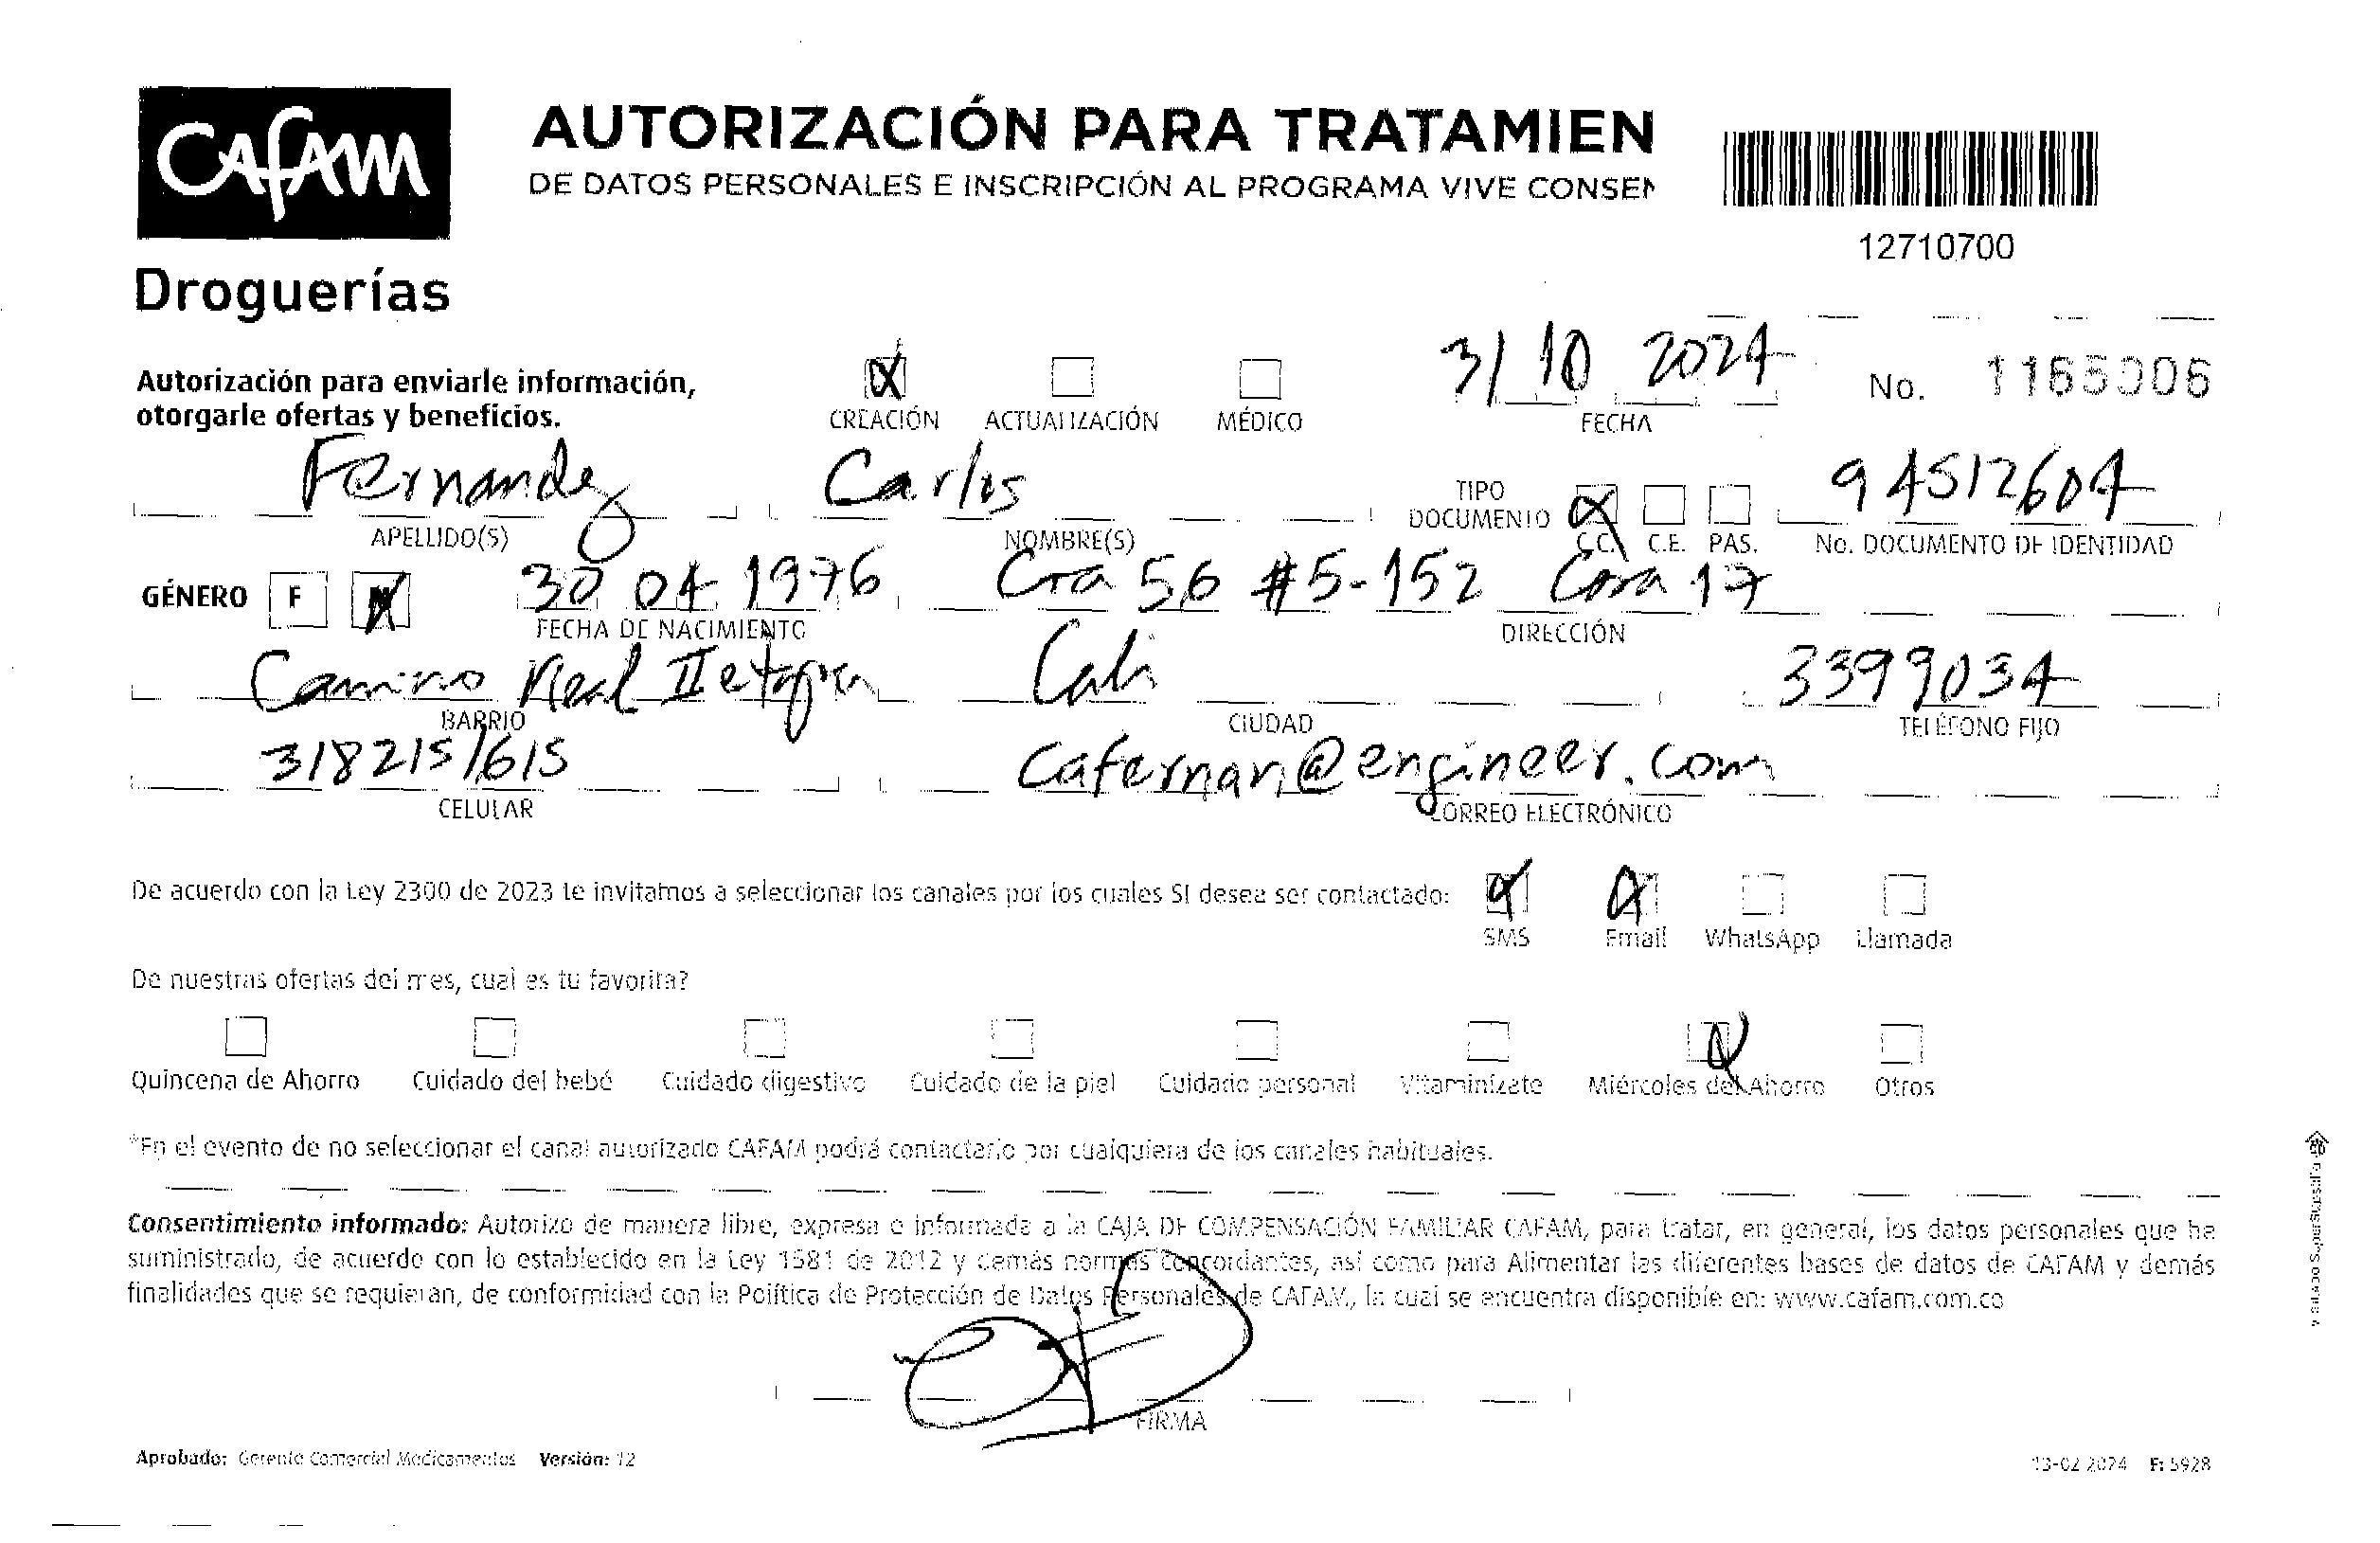 CAFAM
AUTORIZACIÓN PARA TRATAMIEN
DE DATOS PERSONALES E INSCRIPCIÓN AL PROGRAMA VIVE CONSEN
12710700
Droguerías
Autorización para enviarle información,
otorgarle ofertas y beneficios.
CREACIÓN ACTUALIZACIÓN MÉDICO
31 10 2024
FECHA
No. 1165006
Fernandez Carlos 94512604
APELLIDO(S) NOMBRE(S) TIPO DOCUMENTO C.C. C.E. PAS. No. DOCUMENTO DE IDENTIDAD
GÉNERO F M 30 04 1976 Cra 56 #5-152 Casa 17
FECHA DE NACIMIENTO DIRECCIÓN
Camino Real II etapa Cali 3399034
BARRIO CIUDAD TELÉFONO FIJO
3182151615 cafernan@engineer.com
CELULAR CORREO ELECTRÓNICO
De acuerdo con la Ley 2300 de 2023 te invitamos a seleccionar los canales por los cuales SI desea ser contactado:
SMS Email WhatsApp Llamada
De nuestras ofertas del mes, cual es tu favorita?
Quincena de Ahorro Cuidado del bebé Cuidado digestivo Cuidado de la piel Cuidado personal Vitaminízate Miércoles del Ahorro Otros
*En el evento de no seleccionar el canal autorizado CAFAM podrá contactarlo por cualquiera de los canales habituales.
Consentimiento informado: Autorizo de manera libre, expresa e informada a la CAJA DE COMPENSACIÓN FAMILIAR CAFAM, para tratar, en general, los datos personales que he
suministrado, de acuerdo con lo establecido en la Ley 1581 de 2012 y demás normas concordantes, así como para Alimentar las diferentes bases de datos de CAFAM y demás
finalidades que se requieran, de conformidad con la Política de Protección de Datos Personales de CAFAM, la cual se encuentra disponible en: www.cafam.com.co
FIRMA
Aprobado: Gerente Comercial Medicamentos Versión: 12
13-02 2024 F: 5928